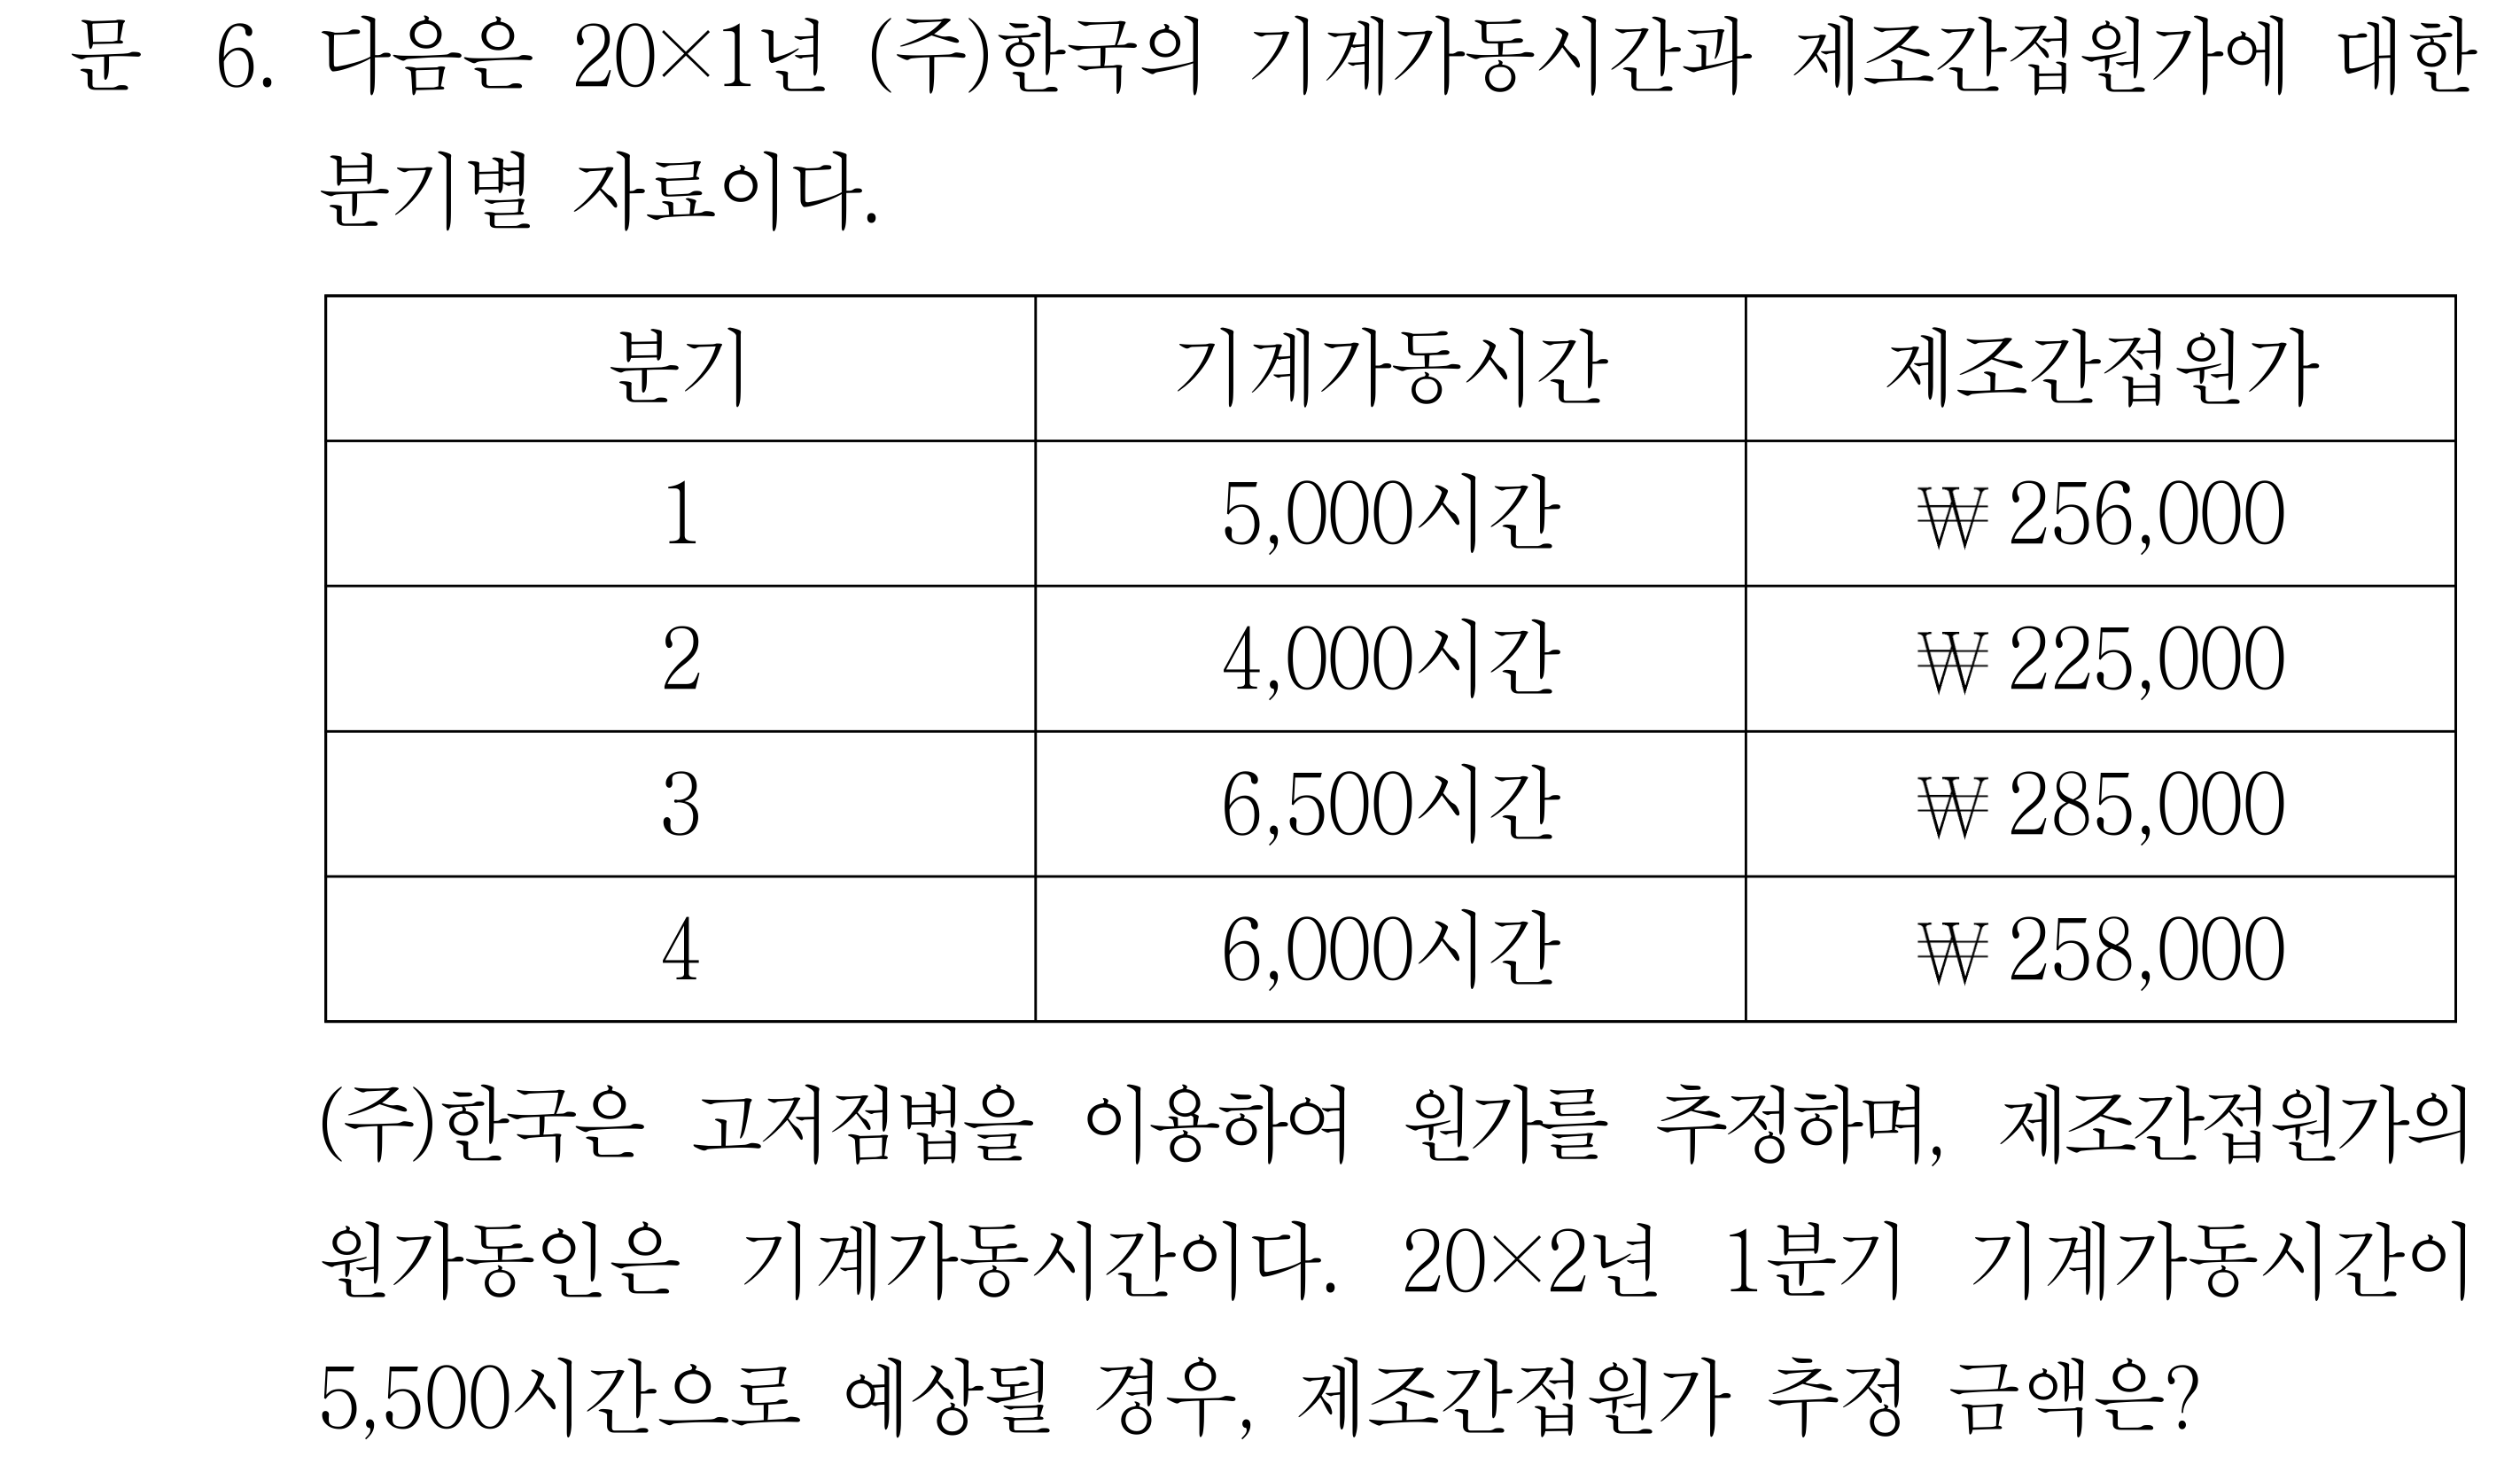 문 6. 다음은 20×1년 (주)한국의 기계가동시간과 제조간접원가에 대한
분기별 자료이다.
분기 기계가동시간 제조간접원가
1 5,000시간 ₩256,000
2 4,000시간 ₩225,000
3 6,500시간 ₩285,000
4 6,000시간 ₩258,000
(주)한국은 고저점법을 이용하여 원가를 추정하며, 제조간접원가의
원가동인은 기계가동시간이다. 20×2년 1분기 기계가동시간이
5,500시간으로 예상될 경우, 제조간접원가 추정 금액은?